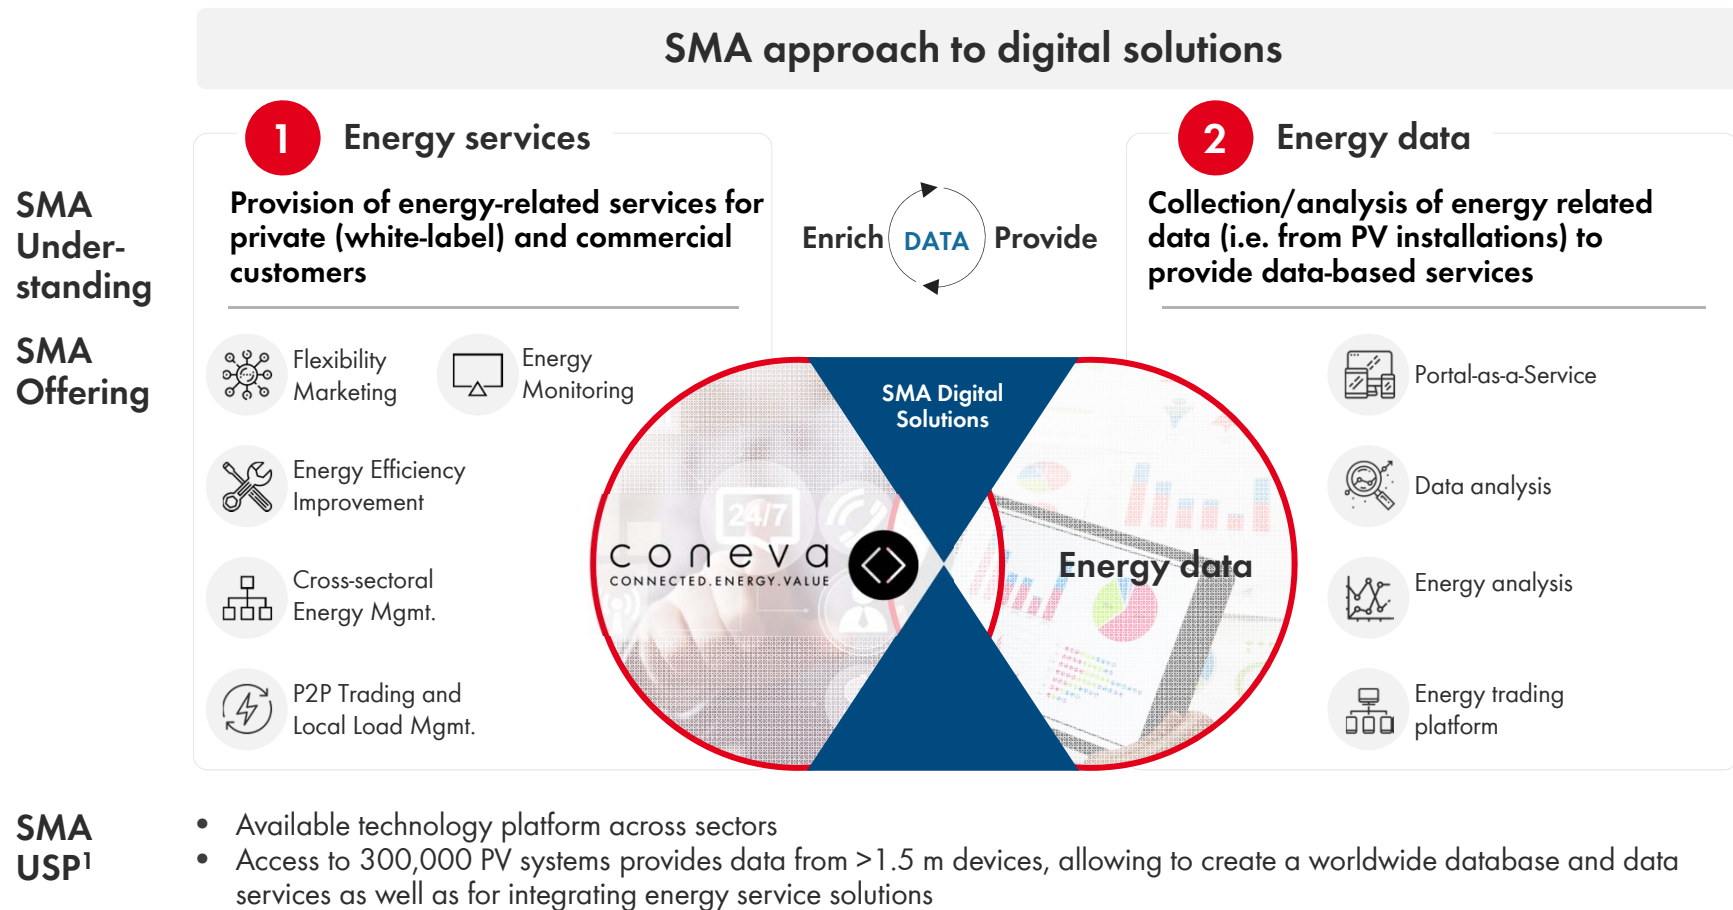 SMA approach to digital solutions
1 Energy services
2 Energy data
SMA
Under-
standing
Provision of energy-related services for
private (white-label) and commercial
customers
Enrich DATA Provide
Collection/analysis of energy related
data (i.e. from PV installations) to
provide data-based services
SMA
Offering
Flexibility
Marketing
Energy
Monitoring
Energy Efficiency
Improvement
Cross-sectoral
Energy Mgmt.
P2P Trading and
Local Load Mgmt.
SMA Digital
Solutions
24/7
coneva
CONNECTED.ENERGY.VALUE
Energy data
Portal-as-a-Service
Data analysis
Energy analysis
Energy trading
platform
SMA
USP¹
• Available technology platform across sectors
• Access to 300,000 PV systems provides data from >1.5 m devices, allowing to create a worldwide database and data
services as well as for integrating energy service solutions